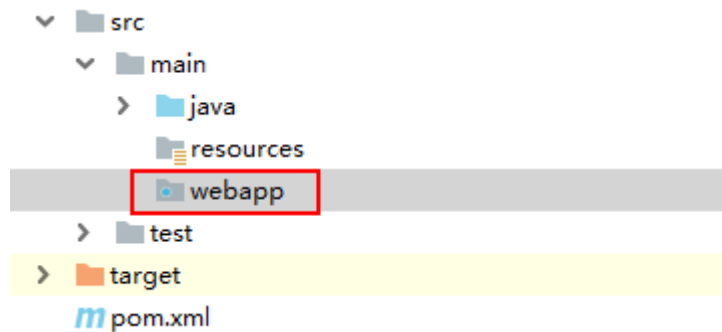 src
main
java
resources
webapp
test
target
m pom.xml